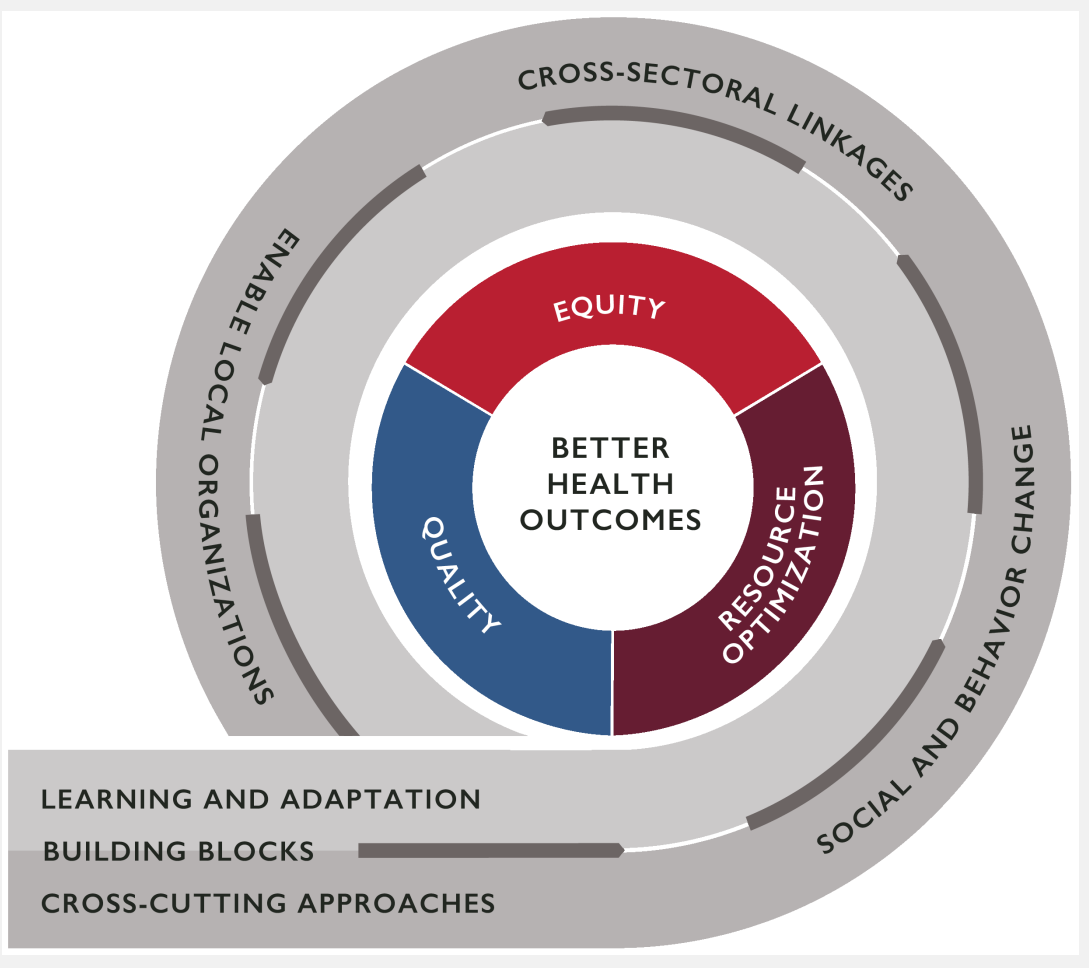 CROSS-SECTORAL LINKAGES
ENABLE LOCAL ORGANIZATIONS
SOCIAL AND BEHAVIOR CHANGE
EQUITY
QUALITY
RESOURCE
OPTIMIZATION
BETTER
HEALTH
OUTCOMES
LEARNING AND ADAPTATION
BUILDING BLOCKS
CROSS-CUTTING APPROACHES